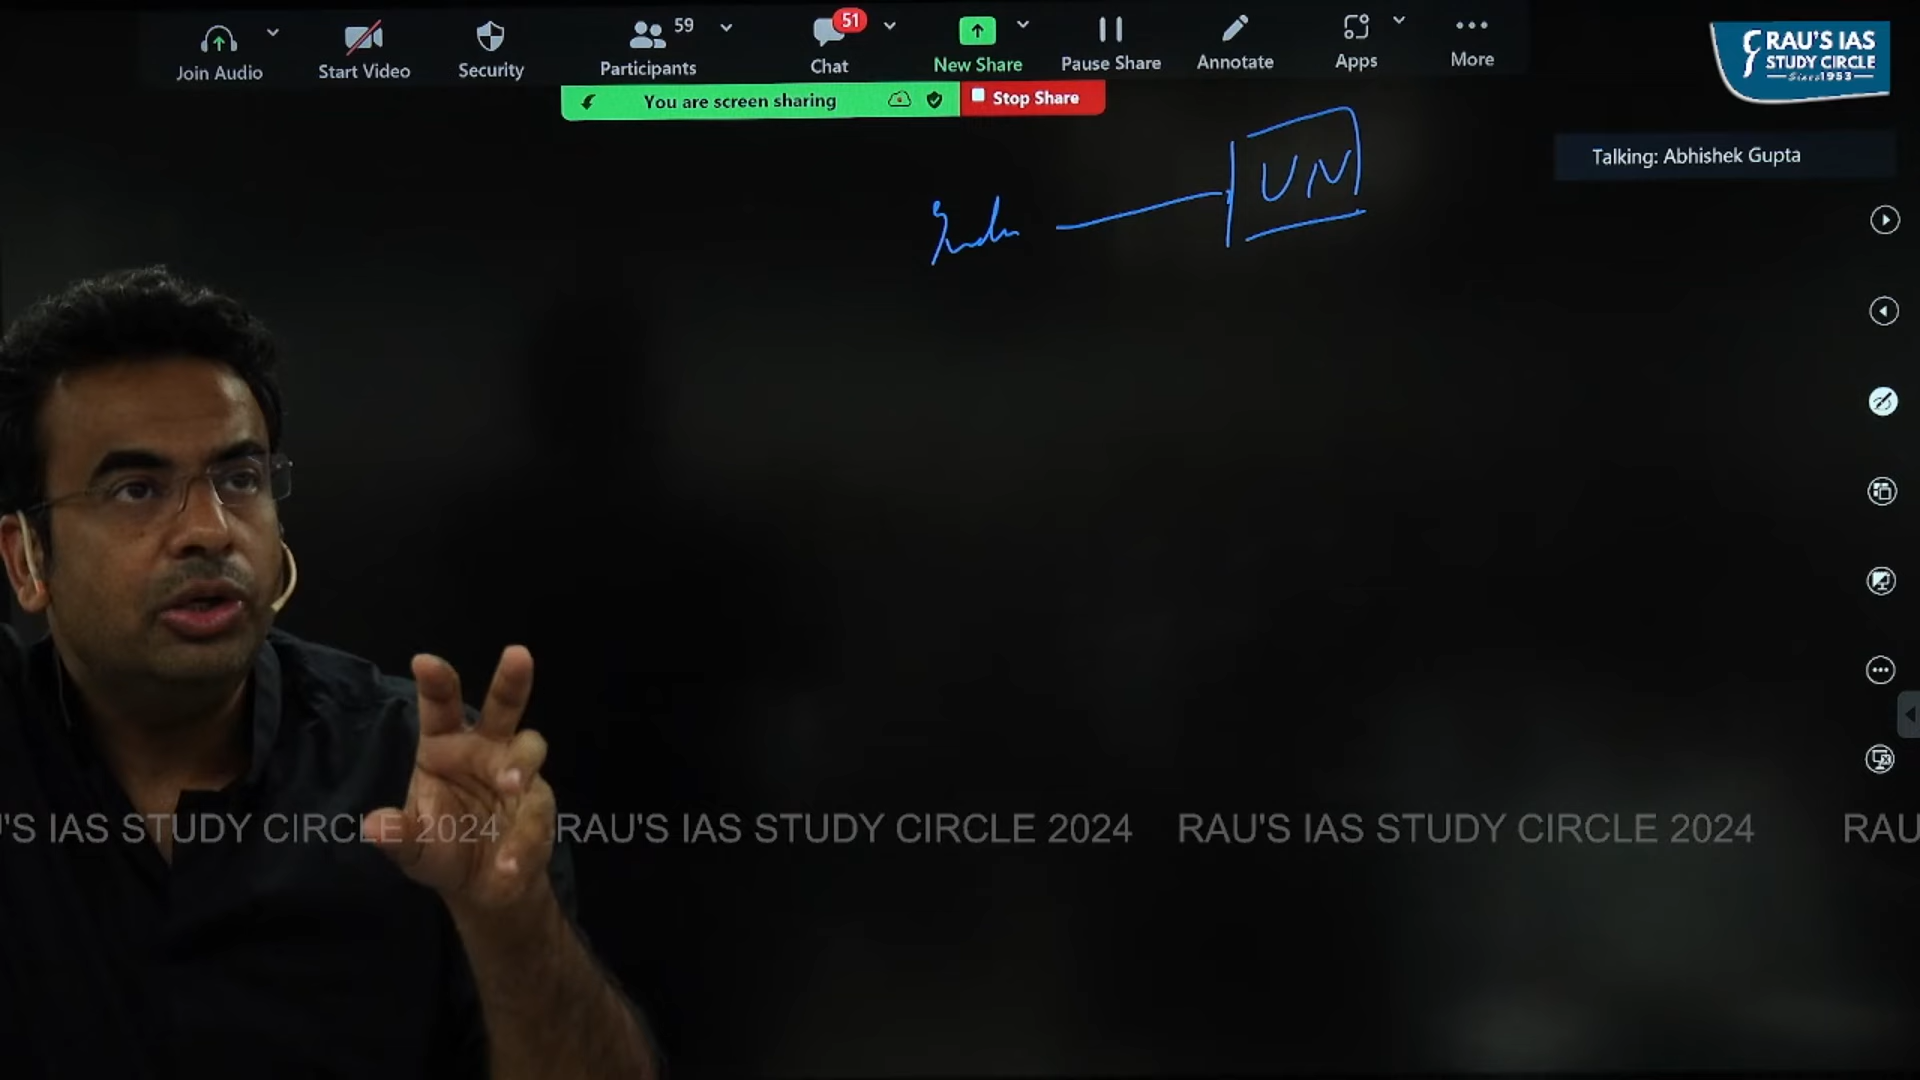 Join Audio
Start Video
Security
Participants
59
Chat
51
New Share
Pause Share
Annotate
Apps
More
You are screen sharing
Stop Share
RAU'S IAS
STUDY CIRCLE
Since 1953
Talking: Abhishek Gupta
UN
India
U'S IAS STUDY CIRCLE 2024 RAU'S IAS STUDY CIRCLE 2024 RAU'S IAS STUDY CIRCLE 2024 RAU